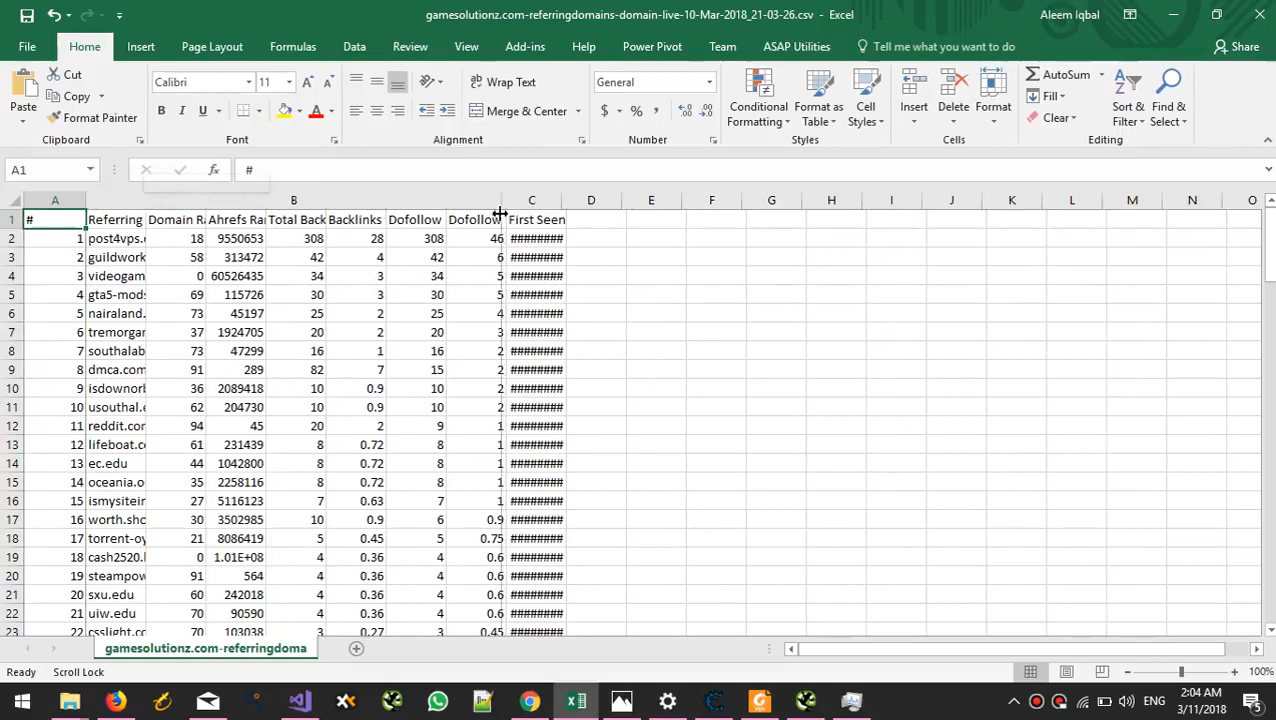 gamesolutionz.com-referringdomains-domain-live-10-Mar-2018_21-03-26.csv - Excel
Aleem Iqbal
File Home Insert Page Layout Formulas Data Review View Add-ins Help Power Pivot Team ASAP Utilities Tell me what you want to do Share
Paste
Cut
Copy
Format Painter
Clipboard
Calibri 11
B I U
Font
Wrap Text
Merge & Center
Alignment
General
$ % ,
Number
Conditional Formatting
Format as Table
Cell Styles
Styles
Insert
Delete
Format
Cells
AutoSum
Fill
Clear
Sort & Filter
Find & Select
Editing
A1 fx #
A B C D E F G H I J K L M N O
1 # Referring Domain Ra Ahrefs Ra Total Back Backlinks Dofollow Dofollow First Seen
2 1 post4vps. 18 9550653 308 28 308 46 ########
3 2 guildwork 58 313472 42 4 42 6 ########
4 3 videogam 0 60526435 34 3 34 5 ########
5 4 gta5-mods 69 115726 30 3 30 5 ########
6 5 nairaland. 73 45197 25 2 25 4 ########
7 6 tremorgar 37 1924705 20 2 20 3 ########
8 7 southalab 73 47299 16 1 16 2 ########
9 8 dmca.com 91 289 82 7 15 2 ########
10 9 isdownorb 36 2089418 10 0.9 10 2 ########
11 10 usouthal.e 62 204730 10 0.9 10 2 ########
12 11 reddit.com 94 45 20 2 9 1 ########
13 12 lifeboat.co 61 231439 8 0.72 8 1 ########
14 13 ec.edu 44 1042800 8 0.72 8 1 ########
15 14 oceania.o 35 2258116 8 0.72 8 1 ########
16 15 ismysitein 27 5116123 7 0.63 7 1 ########
17 16 worth.sho 30 3502985 10 0.9 6 0.9 ########
18 17 torrent-oy 21 8086419 5 0.45 5 0.75 ########
19 18 cash2520. 0 1.01E+08 4 0.36 4 0.6 ########
20 19 steampow 91 564 4 0.36 4 0.6 ########
21 20 sxu.edu 60 242018 4 0.36 4 0.6 ########
22 21 uiw.edu 70 90590 4 0.36 4 0.6 ########
23 22 csslight.co 70 103038 3 0.27 3 0.45 ########
gamesolutionz.com-referringdoma
Ready Scroll Lock 100%
ENG
2:04 AM
3/11/2018
5